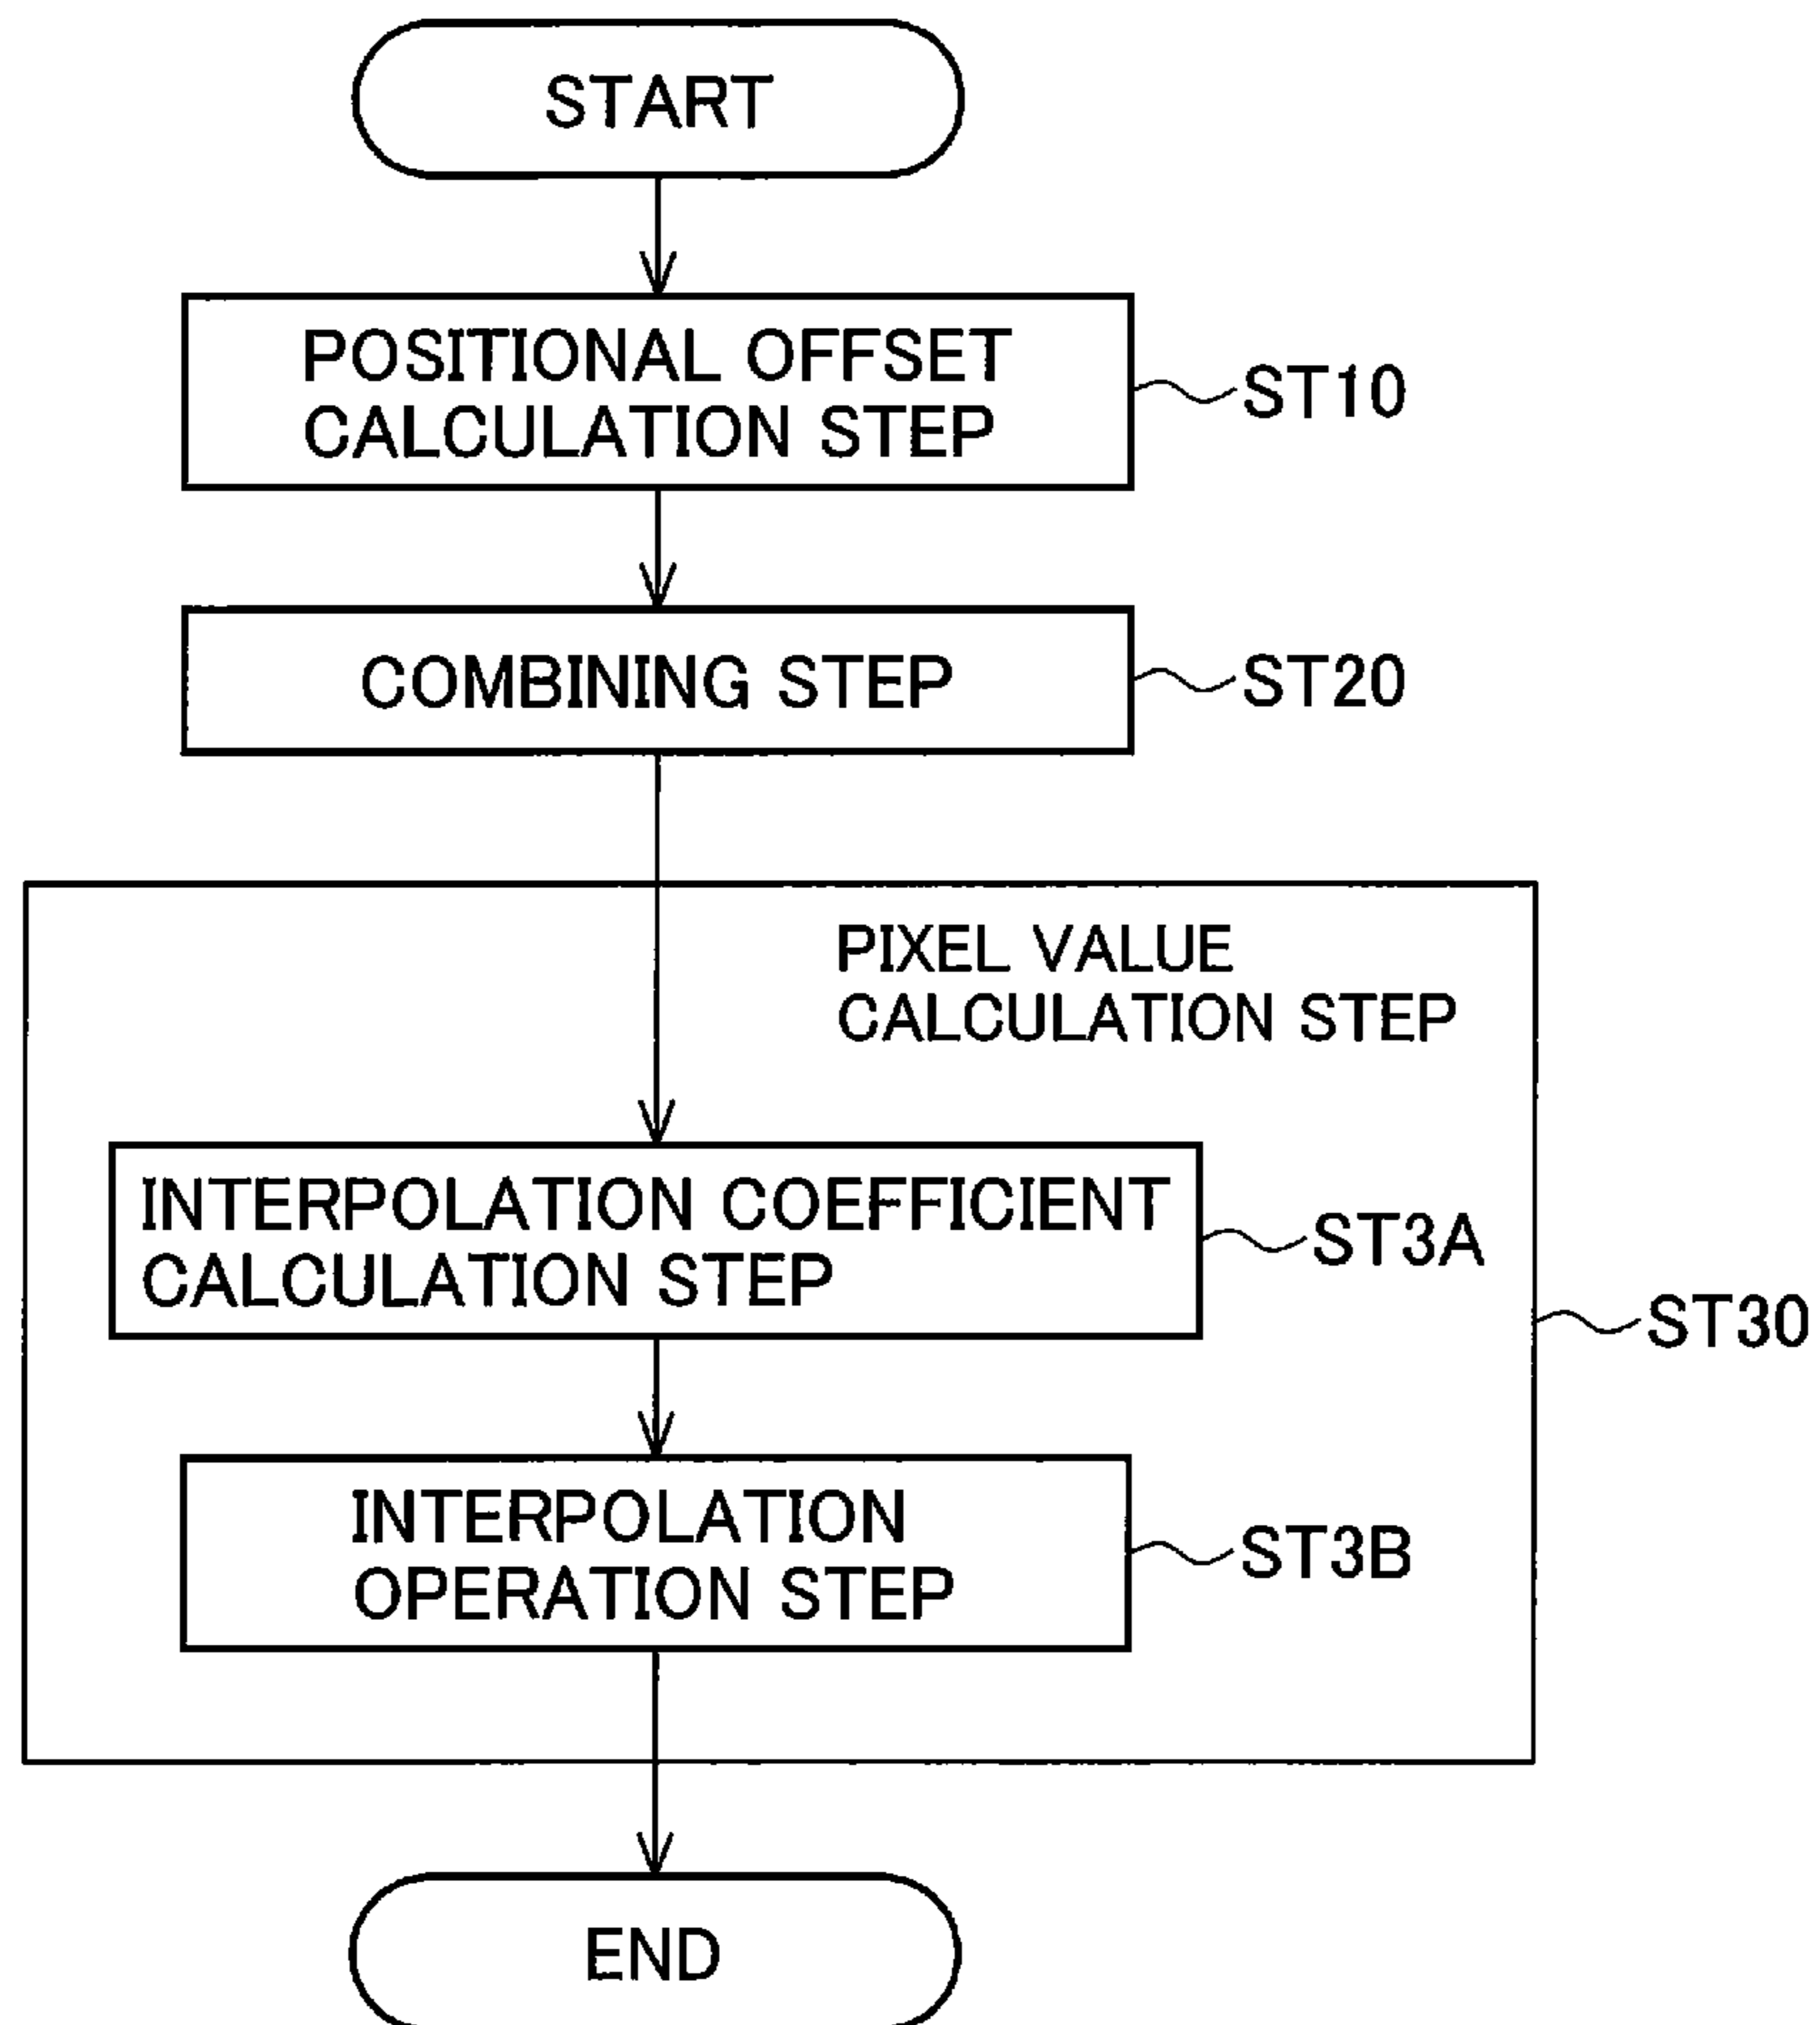 START
POSITIONAL OFFSET
CALCULATION STEP
ST10
COMBINING STEP
ST20
PIXEL VALUE
CALCULATION STEP
INTERPOLATION COEFFICIENT
CALCULATION STEP
ST3A
ST30
INTERPOLATION
OPERATION STEP
ST3B
END